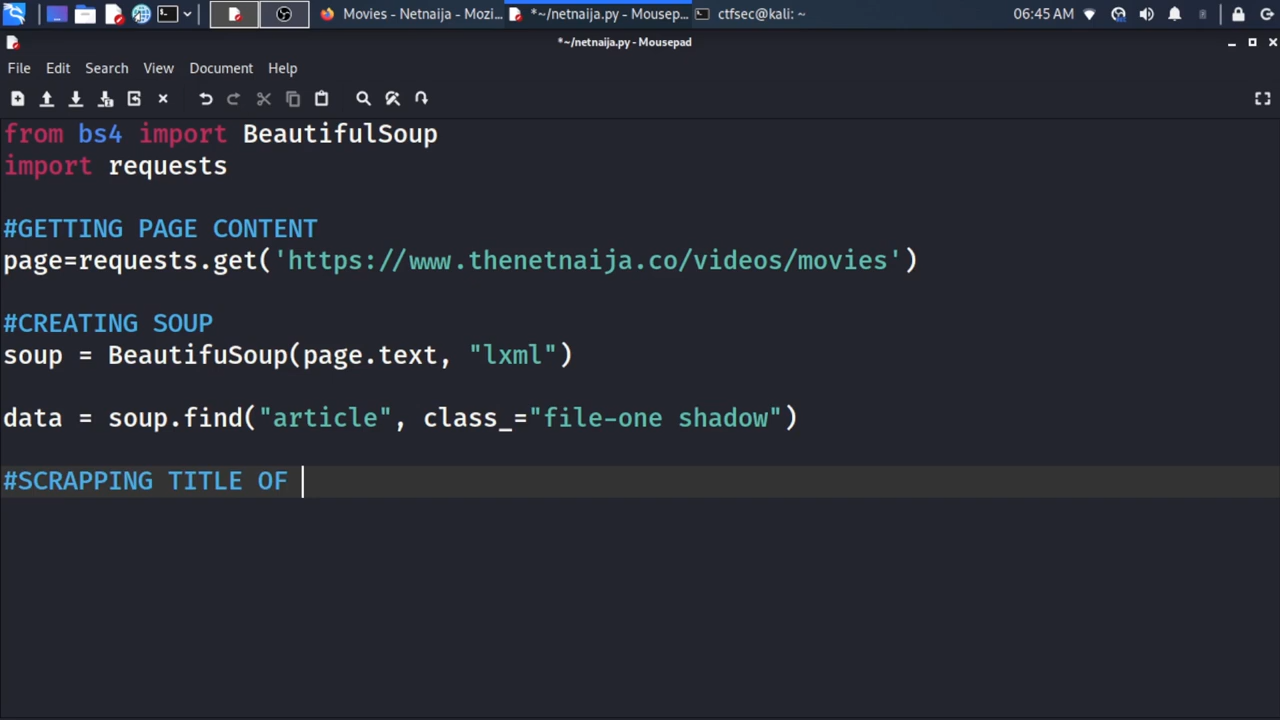 Movies - Netnaija - Mozi...
*~/netnaija.py - Mousep...
ctfsec@kali: ~
06:45 AM
*~/netnaija.py - Mousepad
File Edit Search View Document Help
from bs4 import BeautifulSoup
import requests
#GETTING PAGE CONTENT
page=requests.get('https://www.thenetnaija.co/videos/movies')
#CREATING SOUP
soup = BeautifuSoup(page.text, "lxml")
data = soup.find("article", class_="file-one shadow")
#SCRAPPING TITLE OF